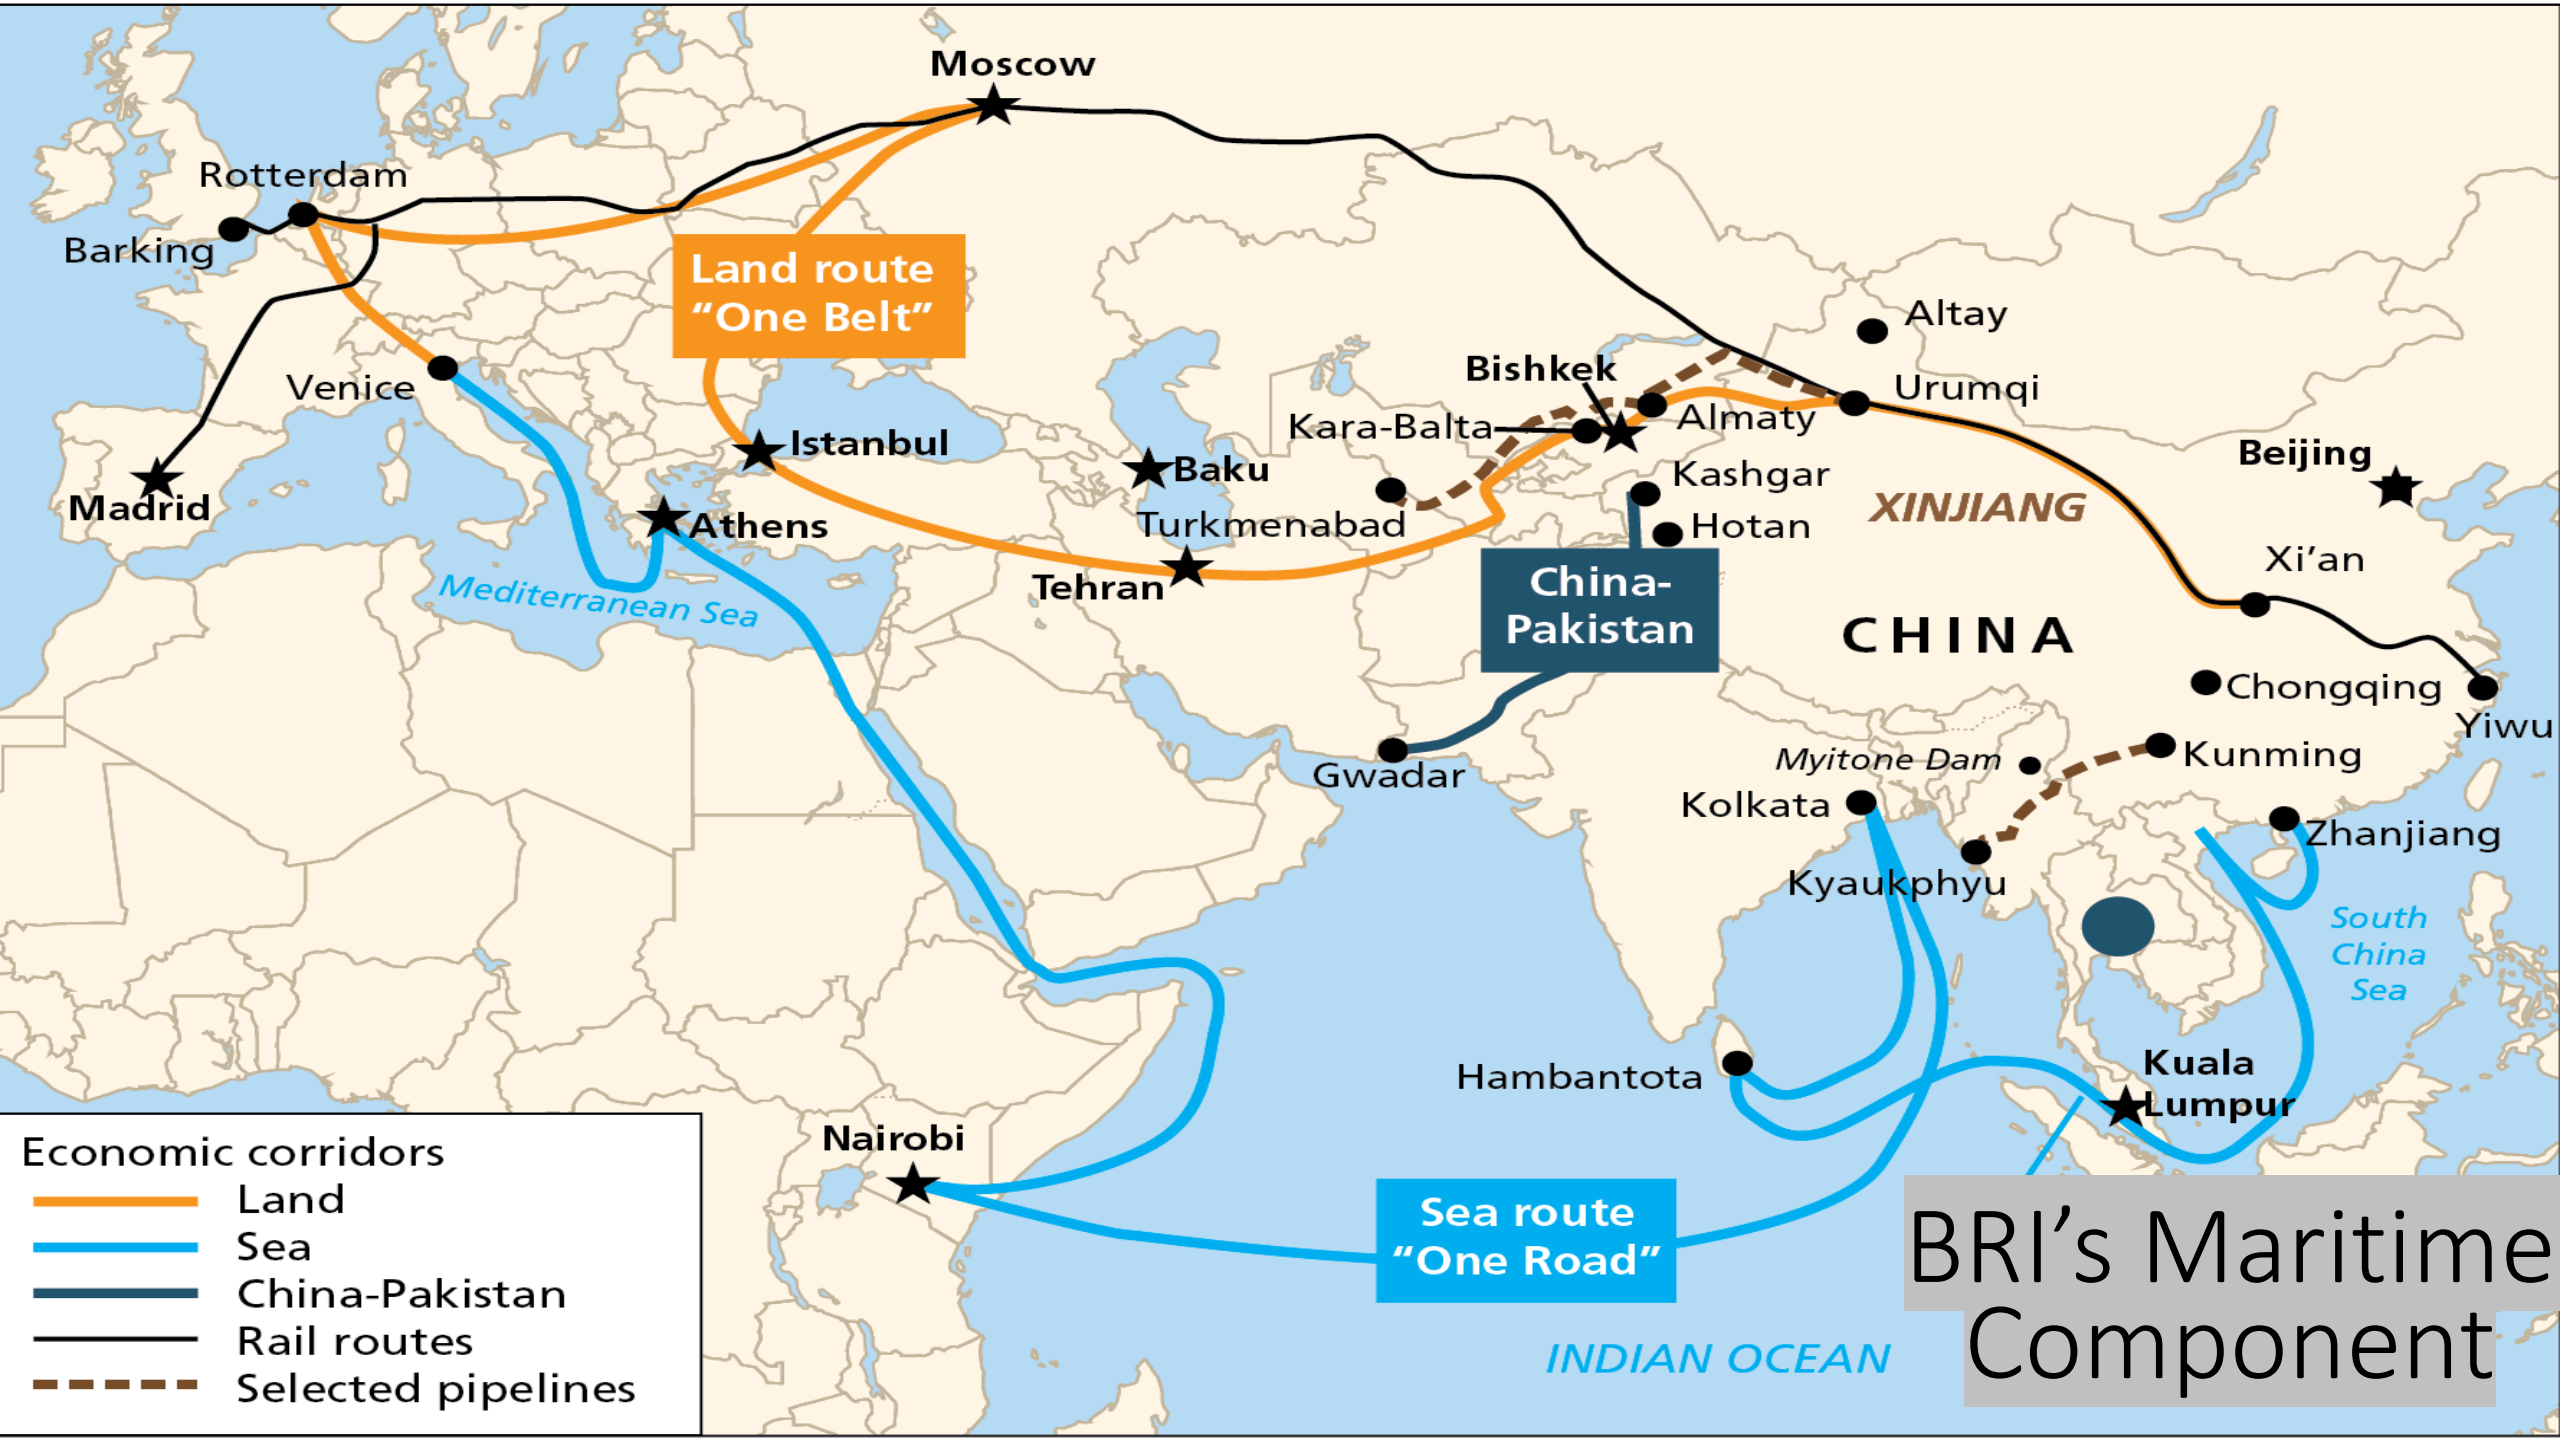 Moscow
Rotterdam
Barking
Land route
“One Belt”
Altay
Bishkek
Venice
Urumqi
Kara-Balta
Almaty
Istanbul
Beijing
Baku
Kashgar
Madrid
XINJIANG
Athens
Turkmenabad
Hotan
Xi’an
Mediterranean Sea
Tehran
China-
Pakistan
CHINA
Chongqing
Yiwu
Gwadar
Myitone Dam
Kunming
Kolkata
Zhanjiang
Kyaukphyu
South
China
Sea
Hambantota
Kuala
Lumpur
Nairobi
Sea route
“One Road”
INDIAN OCEAN
Economic corridors
Land
Sea
China-Pakistan
Rail routes
Selected pipelines
BRI’s Maritime
Component